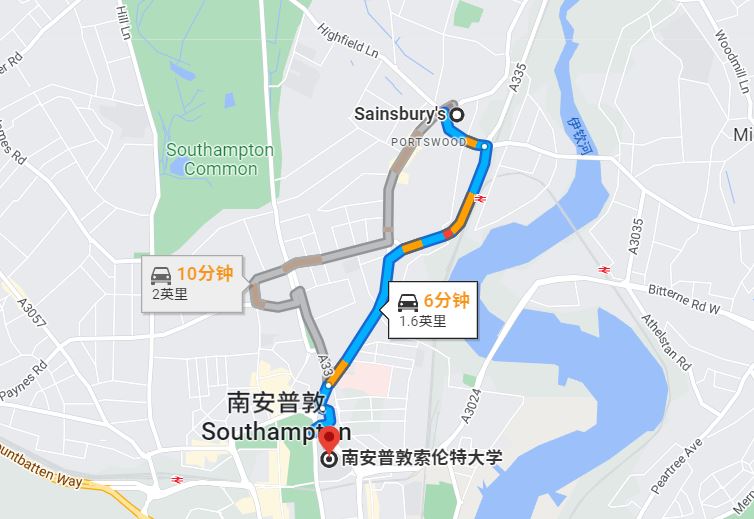 Hill Ln
Highfield Ln
A335
Woodmill Ln
Sainsbury's
PORTSWOOD
伊钦河
Southampton
Common
A3035
10分钟
2英里
6分钟
1.6英里
Bitterne Rd W
A3057
Athelstan Rd
Paynes Rd
A33
A3024
南安普敦
Southampton
南安普敦索伦特大学
Peartree Ave
Mountbatten Way